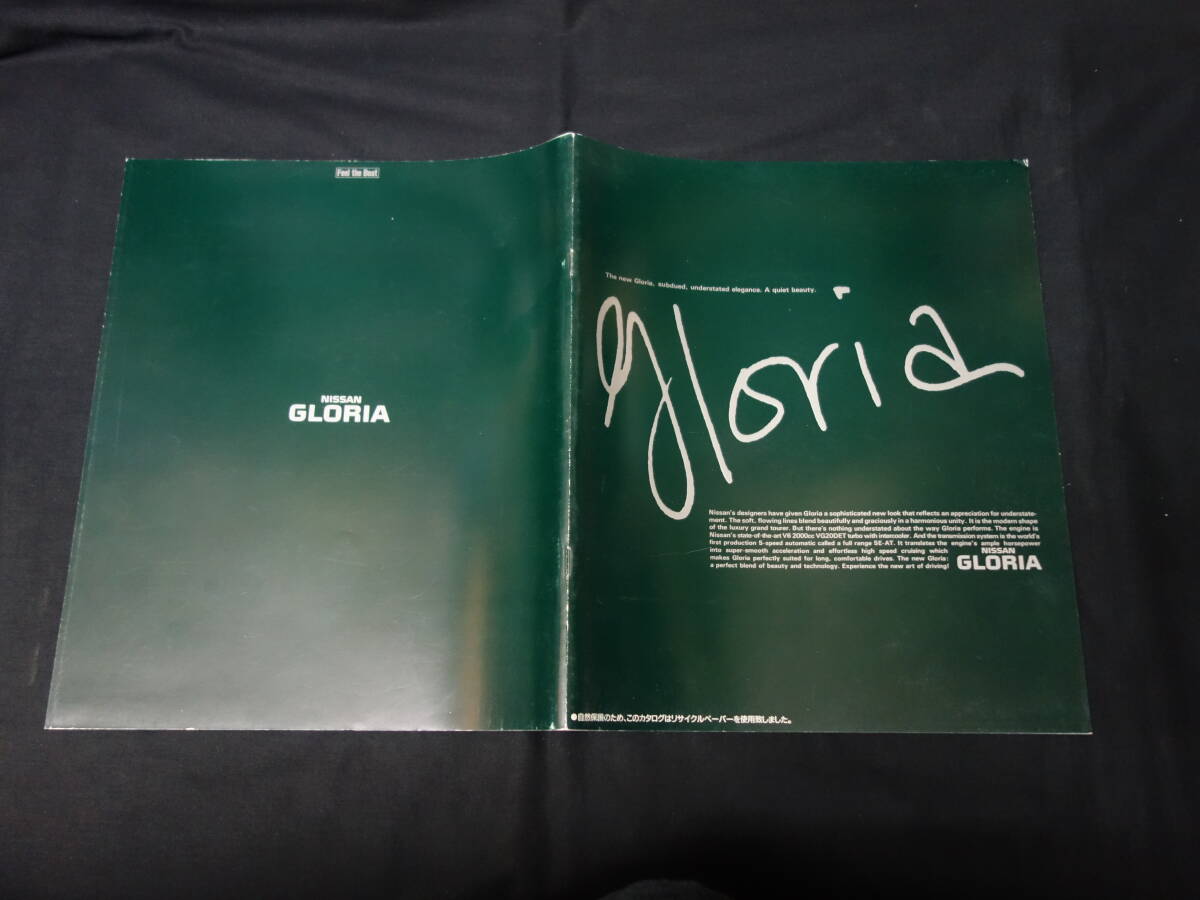 Feel the Beat
NISSAN
GLORIA
The new Gloria, subdued, understated elegance. A quiet beauty.
gloria
Nissan's designers have given Gloria a sophisticated new look that reflects an appreciation for understate-
ment. The soft, flowing lines blend beautifully and graciously in a harmonious unity. It is the modern shape
of the luxury grand tourer. But there's nothing understated about the way Gloria performs. The engine is
Nissan's state-of-the-art V6 2000cc VG20DET turbo with intercooler. And the transmission system is the world's
first production 5-speed automatic called a full range 5E-AT. It translates the engine's ample horsepower
into super-smooth acceleration and effortless high speed cruising which
makes Gloria perfectly suited for long, comfortable drives. The new Gloria:
a perfect blend of beauty and technology. Experience the new art of driving!
NISSAN
GLORIA
●自然保護のため、このカタログはリサイクルペーパーを使用致しました。